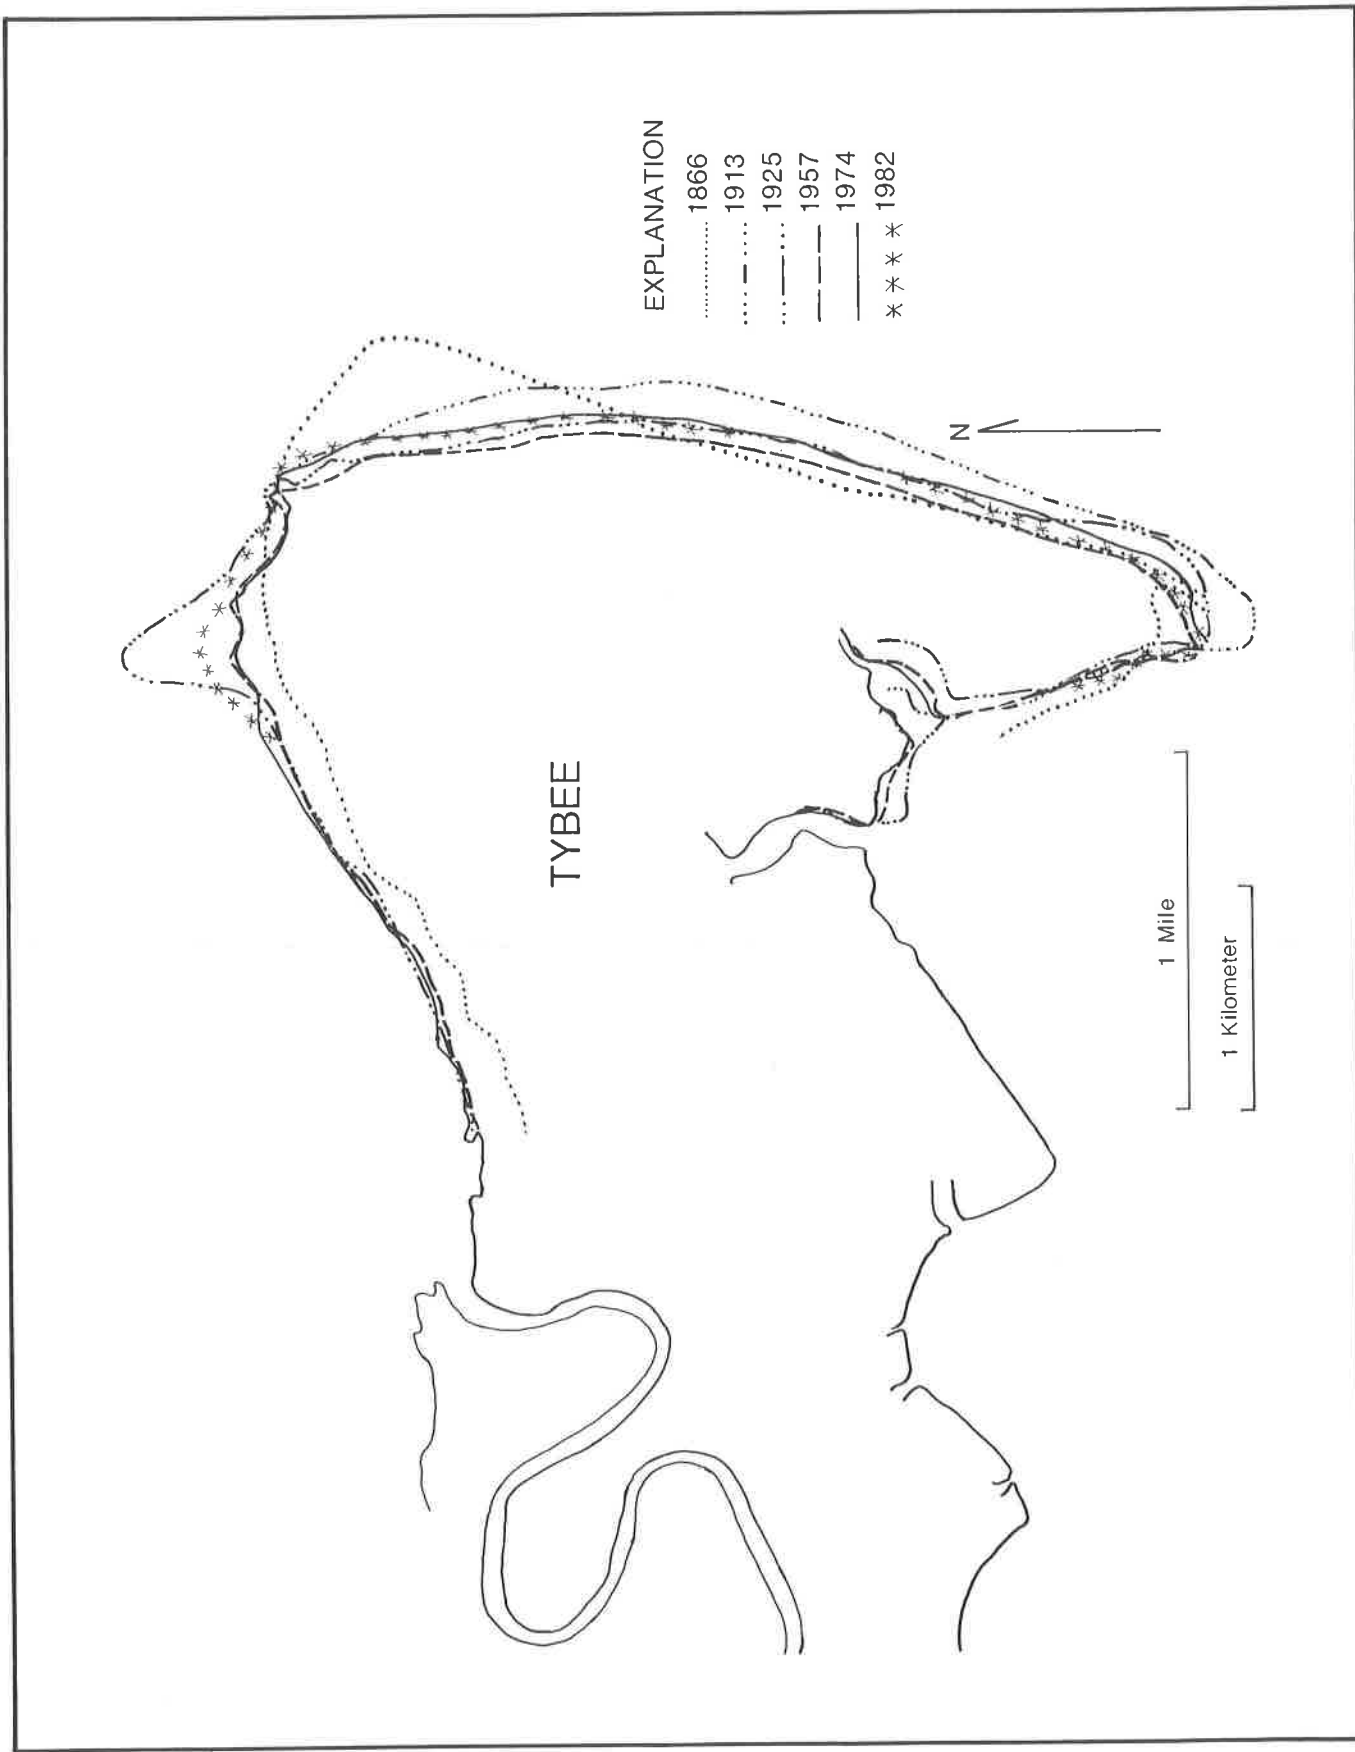 EXPLANATION
1866
1913
1925
1957
1974
1982
TYBEE
N
1 Mile
1 Kilometer